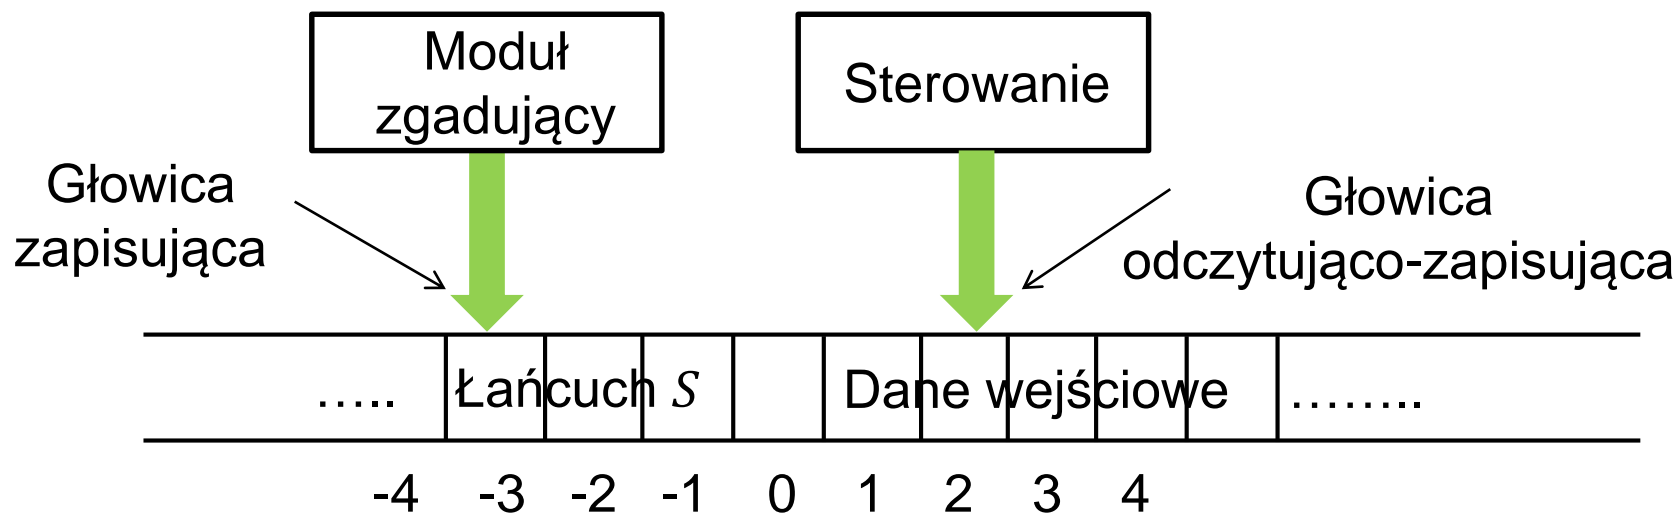 Moduł
zgadujący
Sterowanie
Głowica
zapisująca
Głowica
odczytująco-zapisująca
….. Łańcuch S Dane wejściowe ……..
-4 -3 -2 -1 0 1 2 3 4